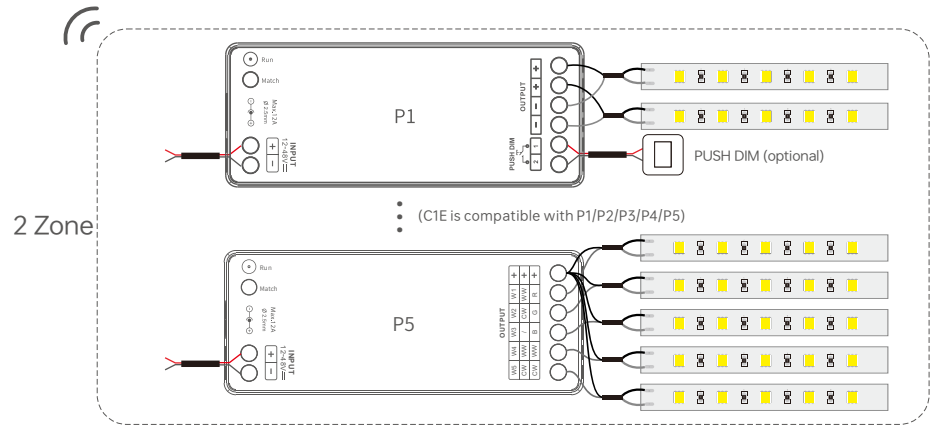 2 Zone
Run
Match
Max.12A
Ø 2.5mm
+ −
INPUT
12-48V
P1
OUTPUT
+ + − −
PUSH DIM
1 2
PUSH DIM (optional)
(C1E is compatible with P1/P2/P3/P4/P5)
Run
Match
Max.12A
Ø 2.5mm
+ −
INPUT
12-48V
P5
OUTPUT
+ + +
W1 WW R
W2 CW G
W3 / B
W4 WW WW
W5 CW CW